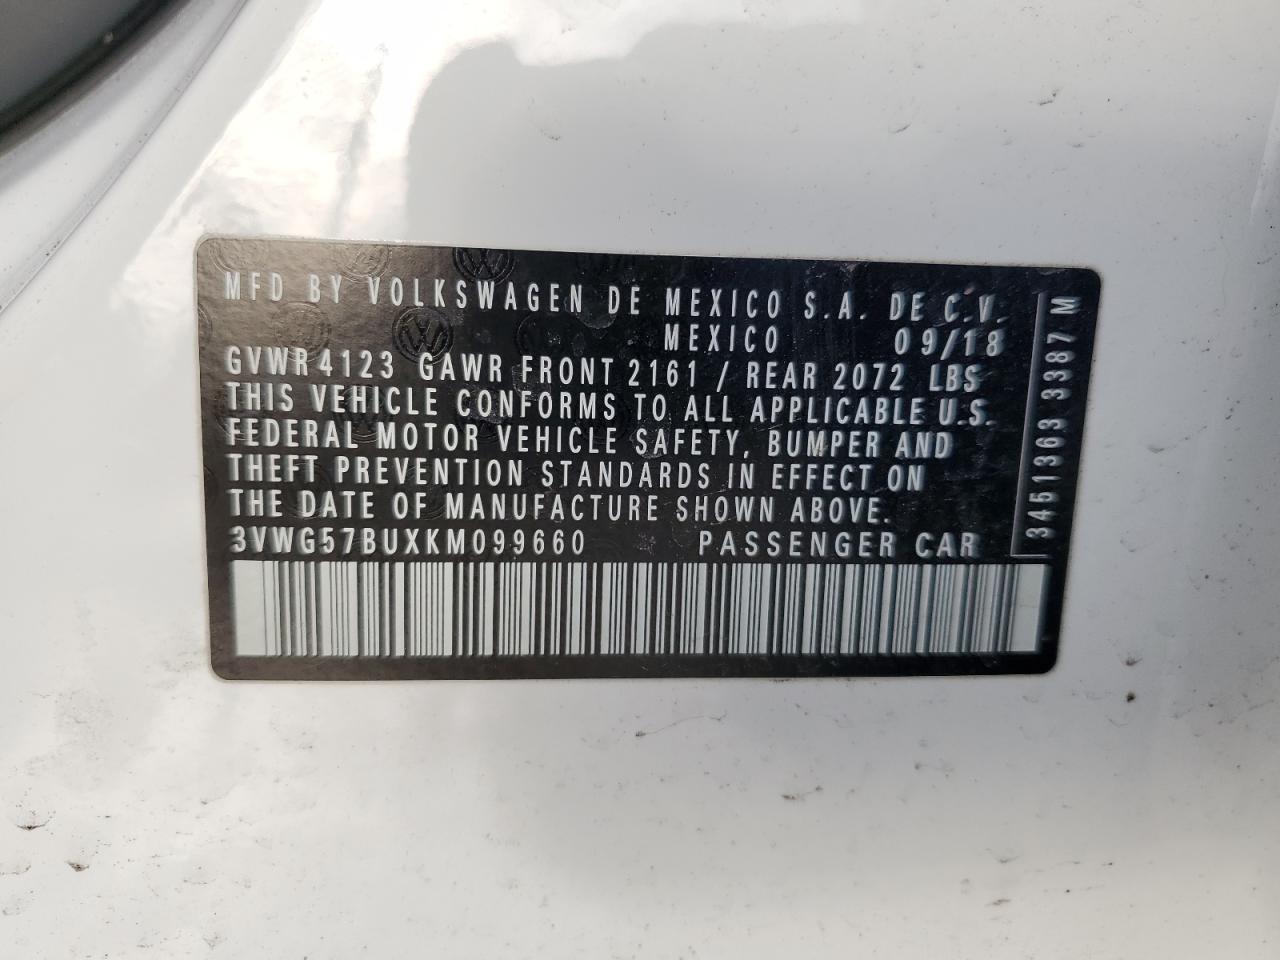 MFD BY VOLKSWAGEN DE MEXICO S.A. DE C.V.
MEXICO 09/18
GVWR 4123 GAWR FRONT 2161 / REAR 2072 LBS
THIS VEHICLE CONFORMS TO ALL APPLICABLE U.S.
FEDERAL MOTOR VEHICLE SAFETY, BUMPER AND
THEFT PREVENTION STANDARDS IN EFFECT ON
THE DATE OF MANUFACTURE SHOWN ABOVE.
3VWG57BUXKM099660 PASSENGER CAR
3451363 3387 M